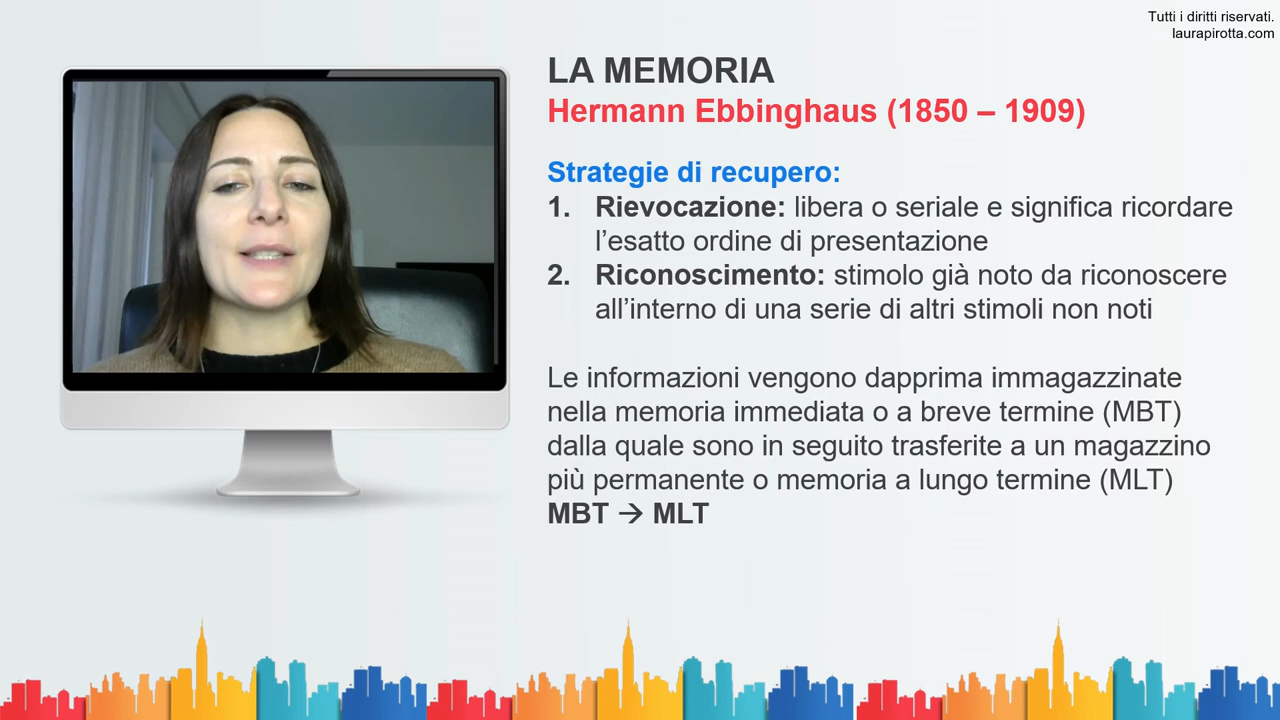 Tutti i diritti riservati.
laurapirotta.com
LA MEMORIA
Hermann Ebbinghaus (1850 – 1909)
Strategie di recupero:
1. Rievocazione: libera o seriale e significa ricordare
l’esatto ordine di presentazione
2. Riconoscimento: stimolo già noto da riconoscere
all’interno di una serie di altri stimoli non noti
Le informazioni vengono dapprima immagazzinate
nella memoria immediata o a breve termine (MBT)
dalla quale sono in seguito trasferite a un magazzino
più permanente o memoria a lungo termine (MLT)
MBT → MLT